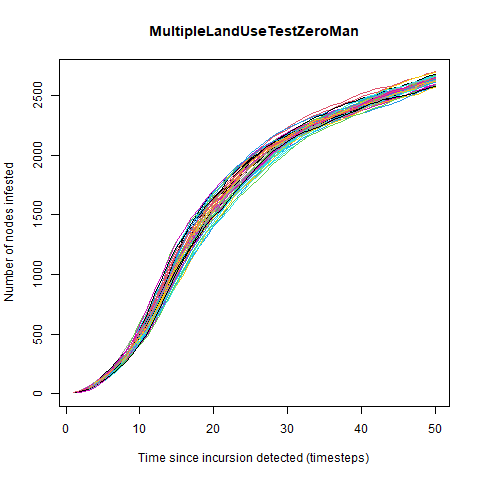 MultipleLandUseTestZeroMan
Number of nodes infested
2500
2000
1500
1000
500
0
0 10 20 30 40 50
Time since incursion detected (timesteps)